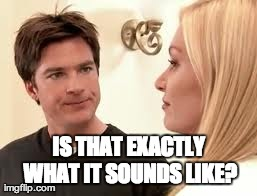 IS THAT EXACTLY
WHAT IT SOUNDS LIKE?
imgflip.com